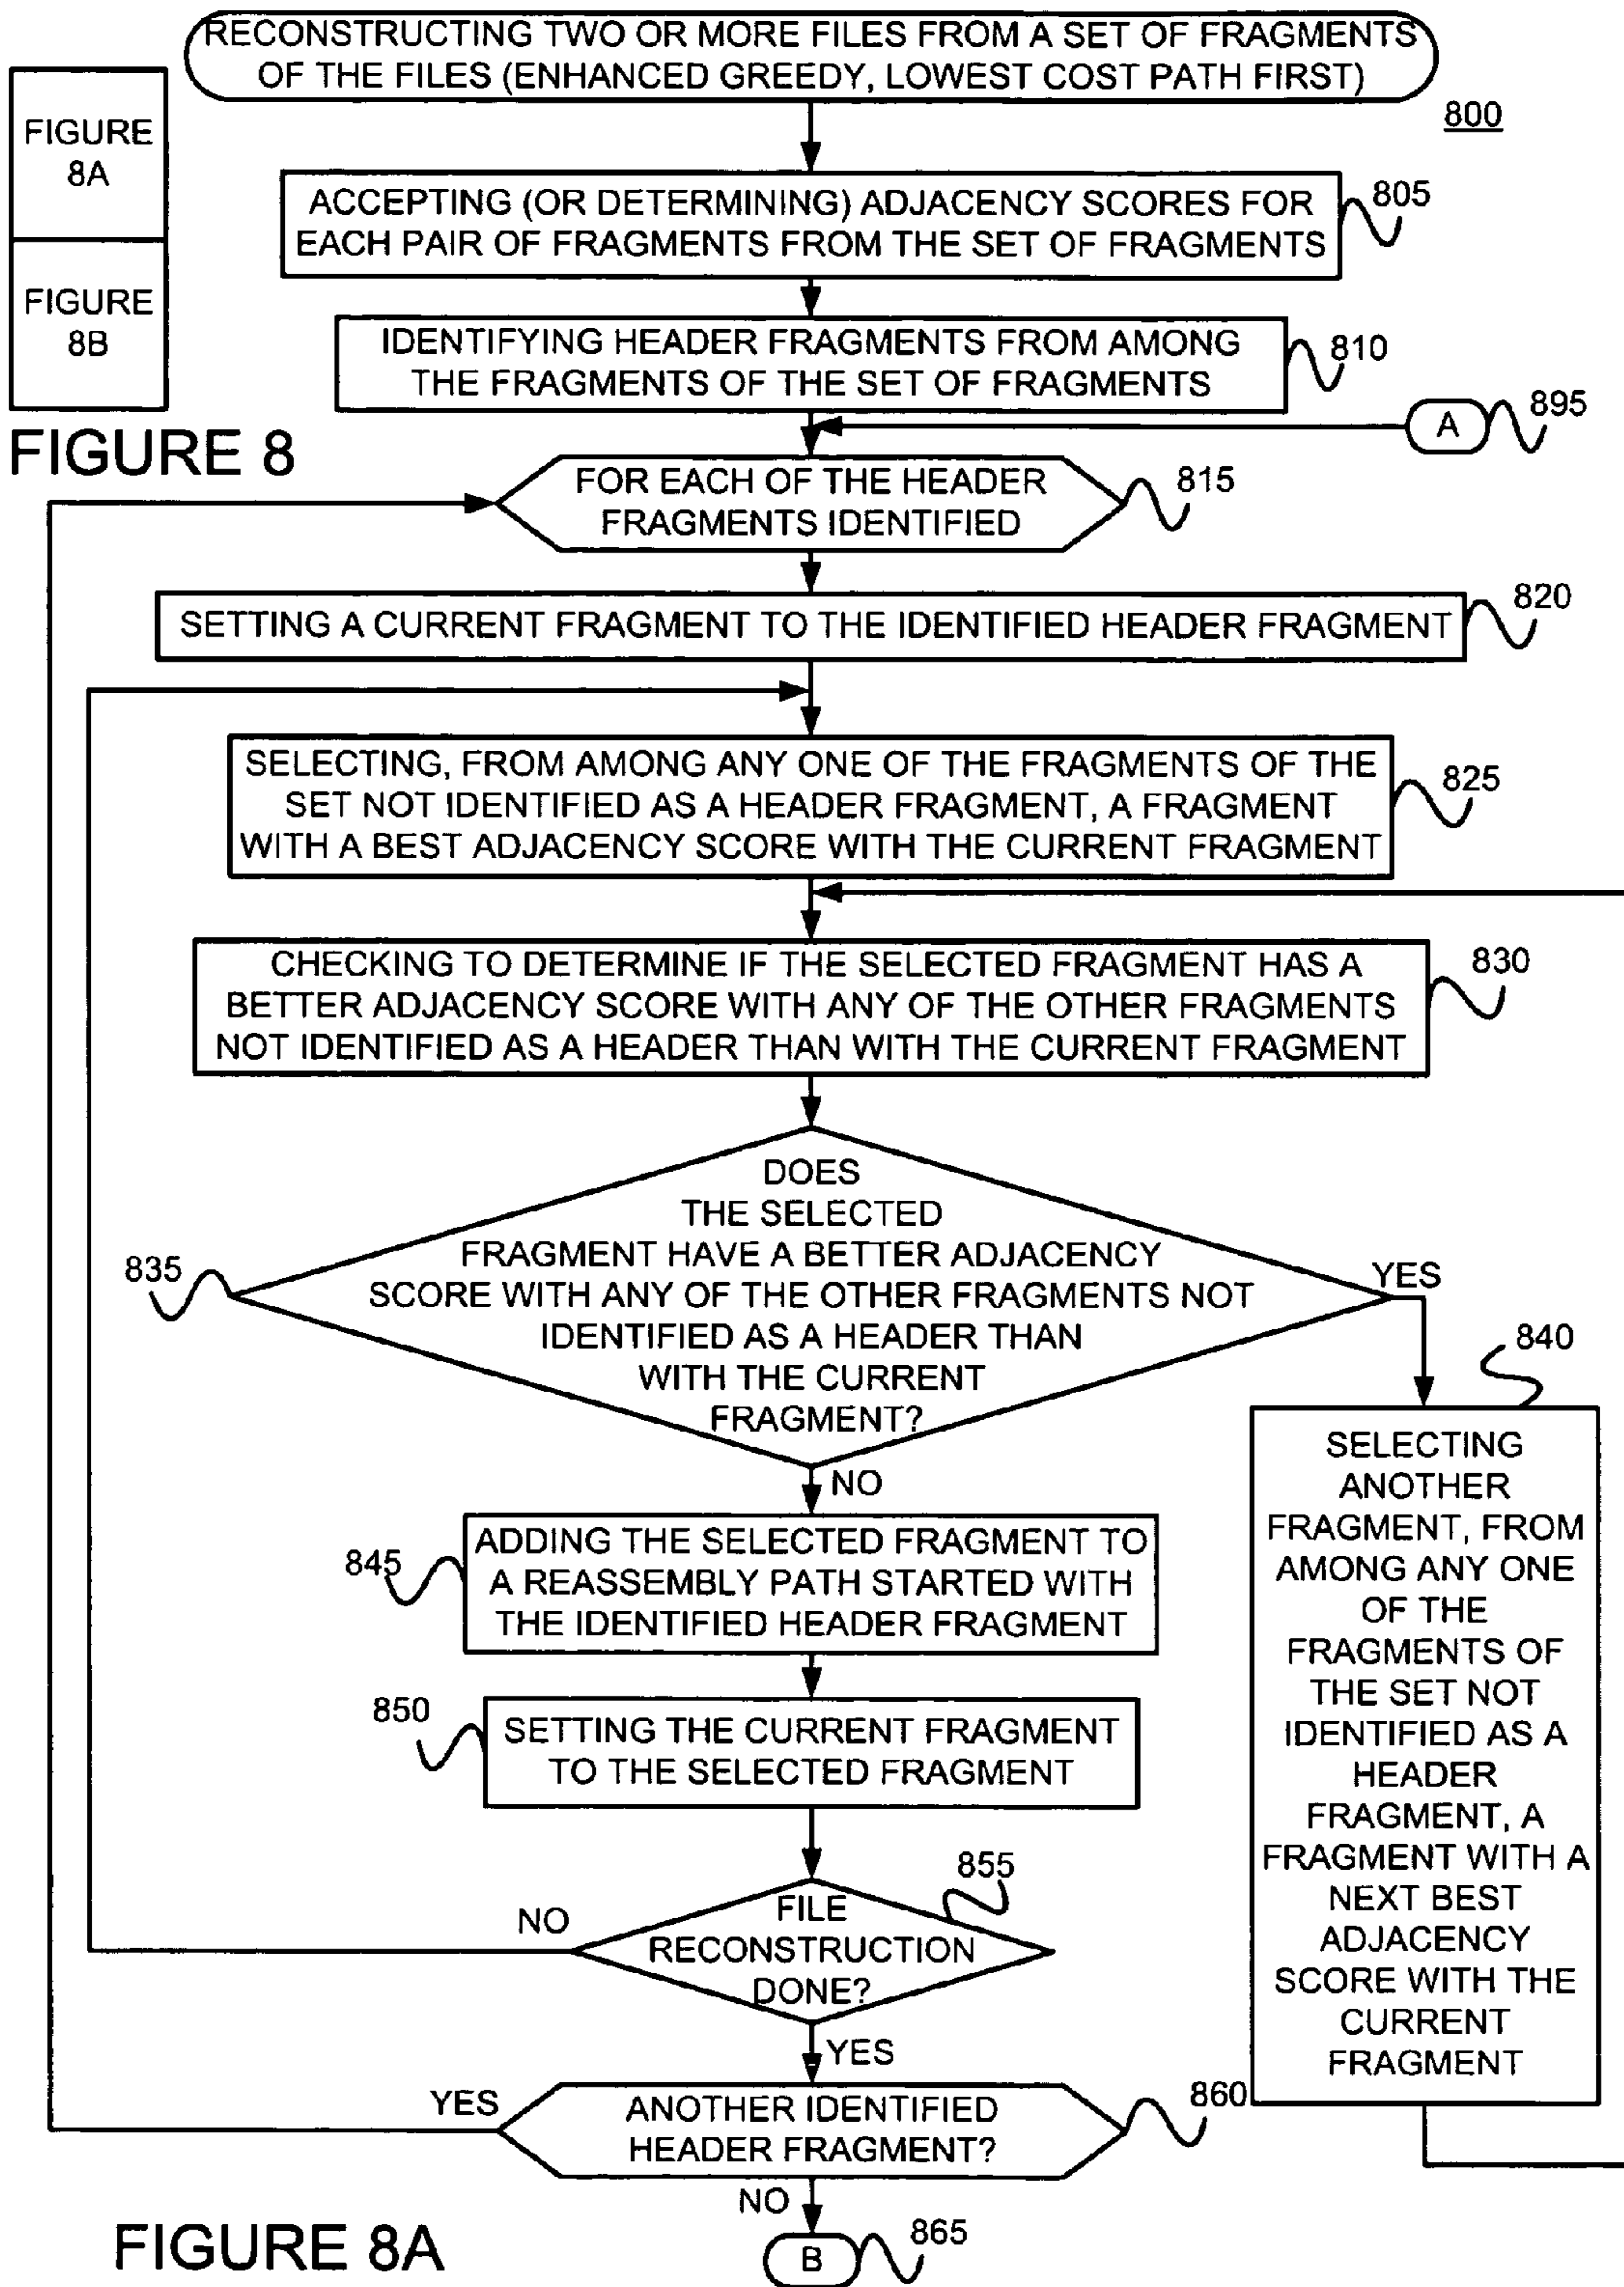 RECONSTRUCTING TWO OR MORE FILES FROM A SET OF FRAGMENTS
OF THE FILES (ENHANCED GREEDY, LOWEST COST PATH FIRST)
800
FIGURE
8A
FIGURE
8B
FIGURE 8
ACCEPTING (OR DETERMINING) ADJACENCY SCORES FOR
EACH PAIR OF FRAGMENTS FROM THE SET OF FRAGMENTS
805
IDENTIFYING HEADER FRAGMENTS FROM AMONG
THE FRAGMENTS OF THE SET OF FRAGMENTS
810
A
895
FOR EACH OF THE HEADER
FRAGMENTS IDENTIFIED
815
SETTING A CURRENT FRAGMENT TO THE IDENTIFIED HEADER FRAGMENT
820
SELECTING, FROM AMONG ANY ONE OF THE FRAGMENTS OF THE
SET NOT IDENTIFIED AS A HEADER FRAGMENT, A FRAGMENT
WITH A BEST ADJACENCY SCORE WITH THE CURRENT FRAGMENT
825
CHECKING TO DETERMINE IF THE SELECTED FRAGMENT HAS A
BETTER ADJACENCY SCORE WITH ANY OF THE OTHER FRAGMENTS
NOT IDENTIFIED AS A HEADER THAN WITH THE CURRENT FRAGMENT
830
DOES
THE SELECTED
FRAGMENT HAVE A BETTER ADJACENCY
SCORE WITH ANY OF THE OTHER FRAGMENTS NOT
IDENTIFIED AS A HEADER THAN
WITH THE CURRENT
FRAGMENT?
835
YES
NO
840
SELECTING
ANOTHER
FRAGMENT, FROM
AMONG ANY ONE
OF THE
FRAGMENTS OF
THE SET NOT
IDENTIFIED AS A
HEADER
FRAGMENT, A
FRAGMENT WITH A
NEXT BEST
ADJACENCY
SCORE WITH THE
CURRENT
FRAGMENT
ADDING THE SELECTED FRAGMENT TO
A REASSEMBLY PATH STARTED WITH
THE IDENTIFIED HEADER FRAGMENT
845
SETTING THE CURRENT FRAGMENT
TO THE SELECTED FRAGMENT
850
FILE
RECONSTRUCTION
DONE?
855
NO
YES
ANOTHER IDENTIFIED
HEADER FRAGMENT?
860
YES
NO
B
865
FIGURE 8A